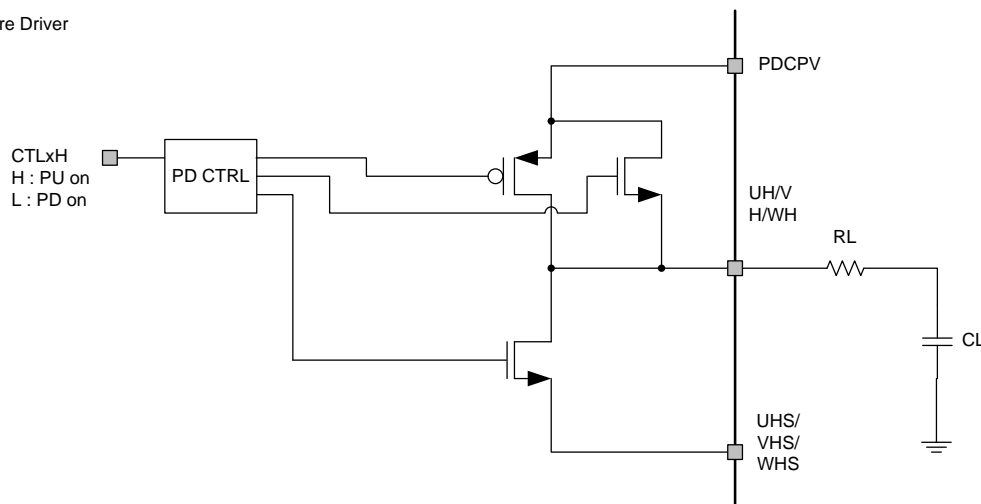 re Driver
PDCPV
CTLxH
H : PU on
L : PD on
PD CTRL
UH/V
H/WH
RL
CL
UHS/
VHS/
WHS